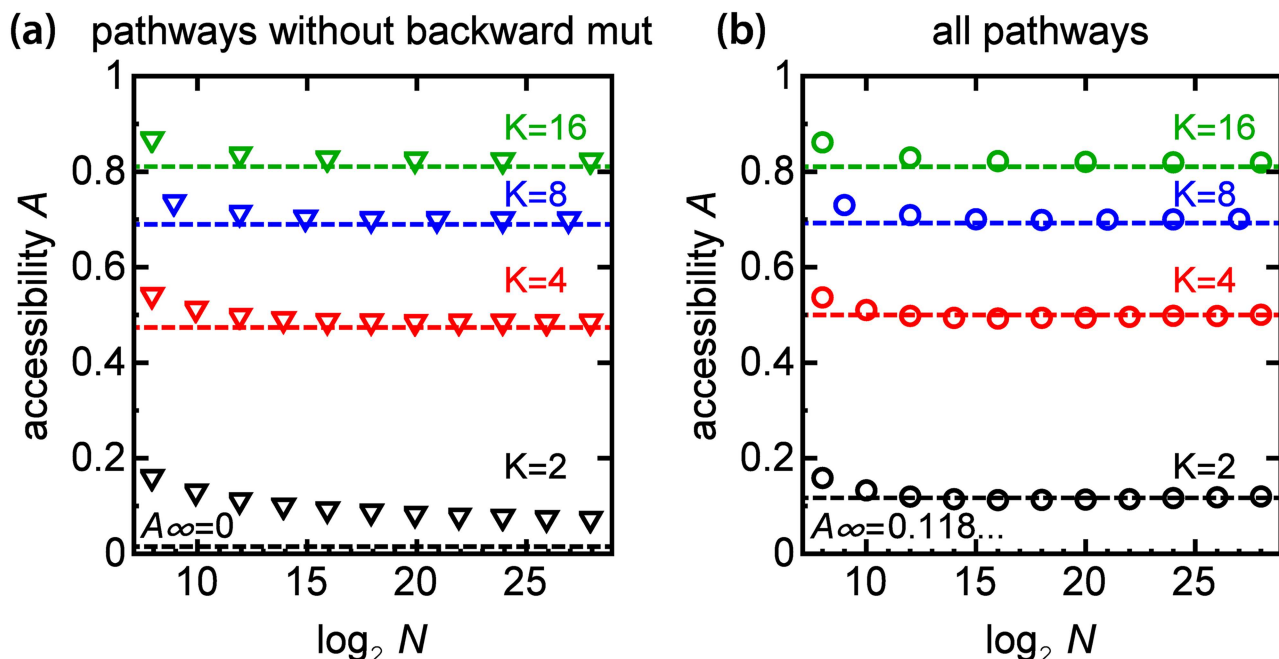 (a) pathways without backward mut
accessibility A
1
0.8
0.6
0.4
0.2
0
K=16
K=8
K=4
K=2
A∞=0
10 15 20 25
log₂ N
(b) all pathways
accessibility A
1
0.8
0.6
0.4
0.2
0
K=16
K=8
K=4
K=2
A∞=0.118...
10 15 20 25
log₂ N